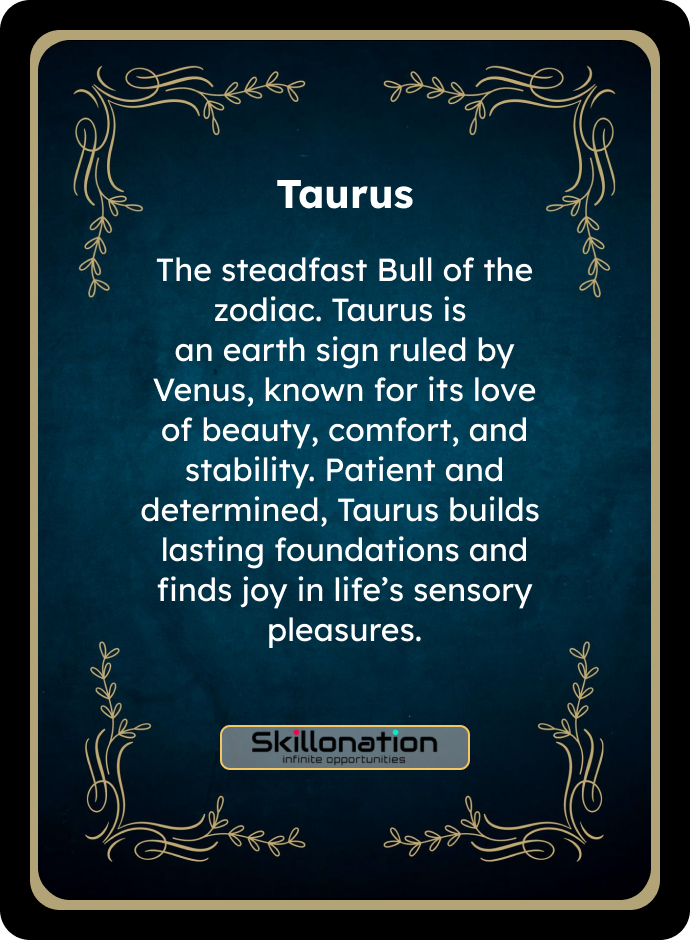 Taurus
The steadfast Bull of the
zodiac. Taurus is
an earth sign ruled by
Venus, known for its love
of beauty, comfort, and
stability. Patient and
determined, Taurus builds
lasting foundations and
finds joy in life’s sensory
pleasures.
Skillonation
infinite opportunities